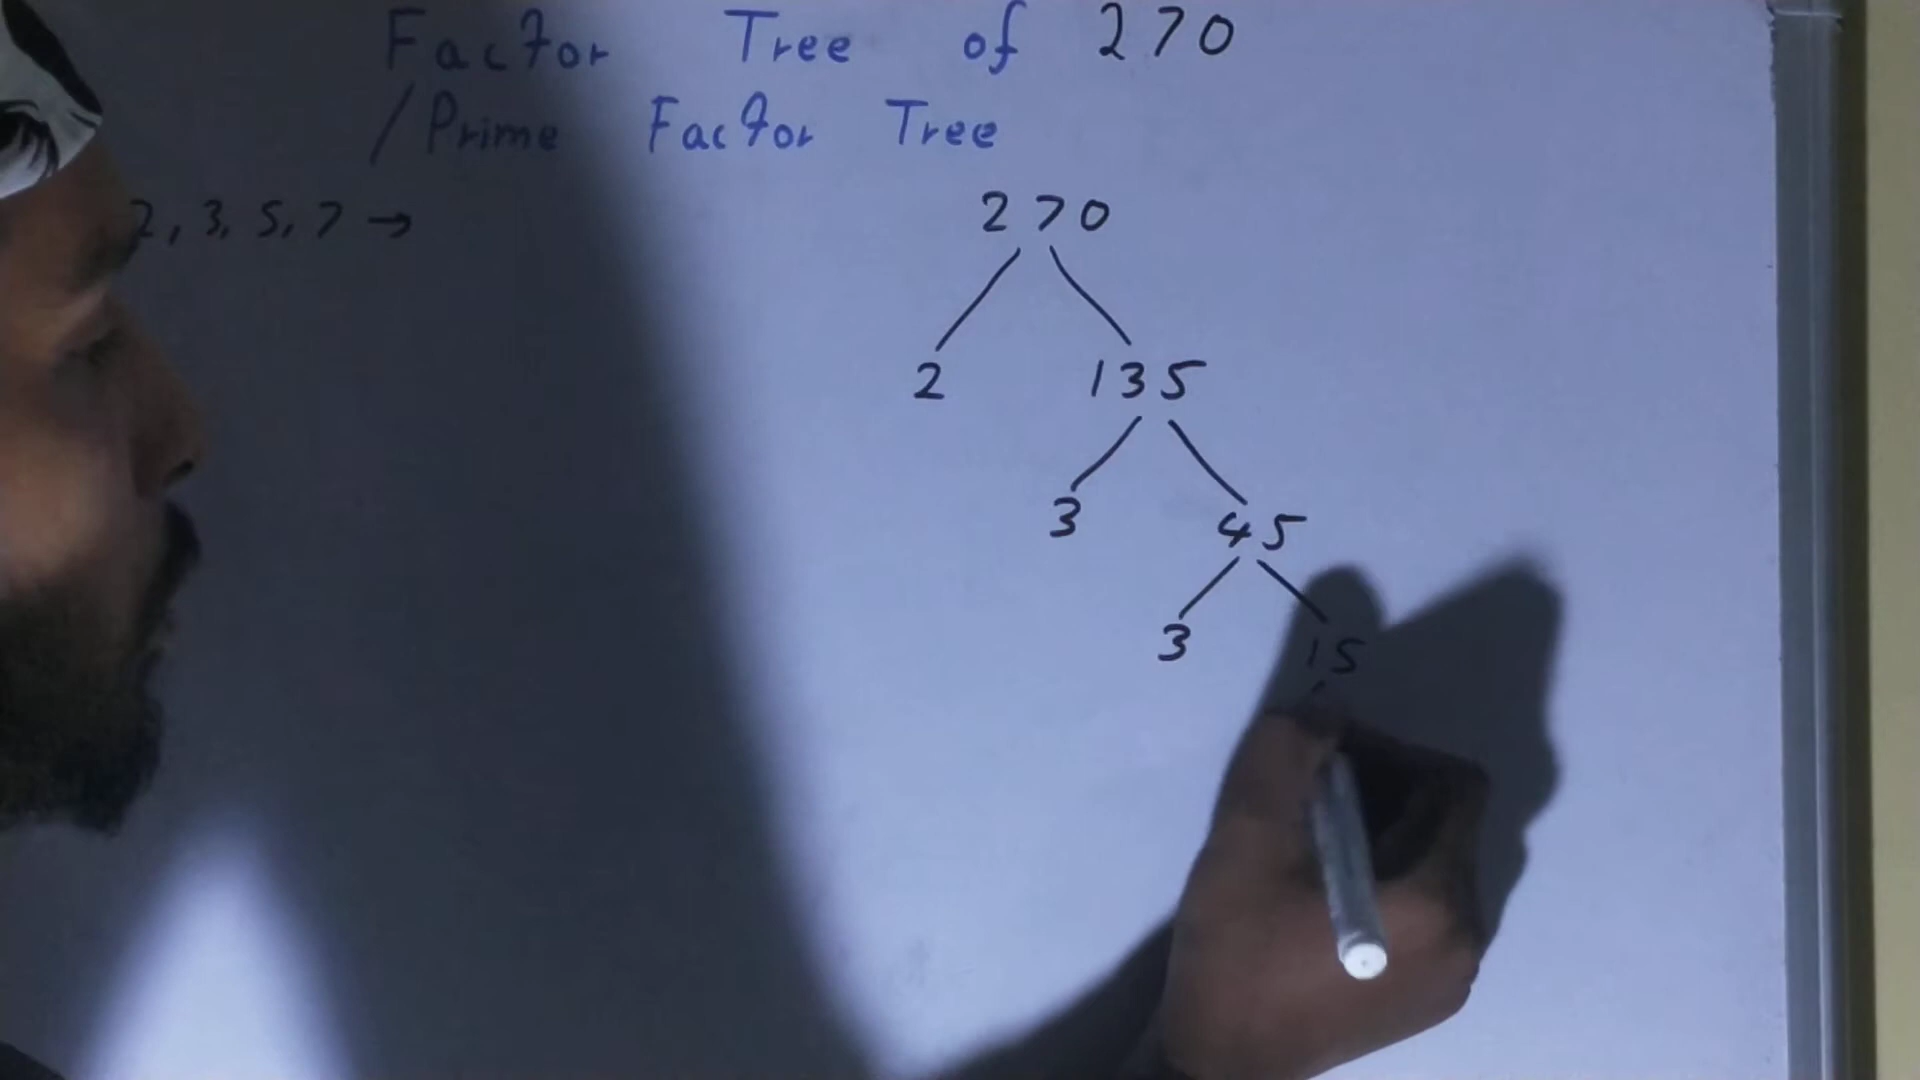 Factor Tree of 270
/Prime Factor Tree
2, 3, 5, 7 →
270
2 135
3 45
3 15